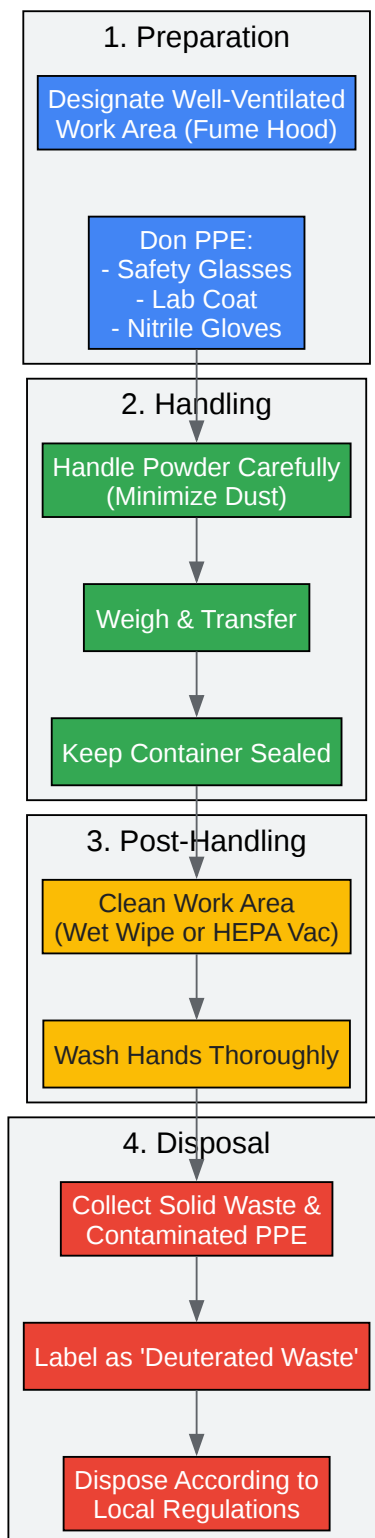 1. Preparation
Designate Well-Ventilated
Work Area (Fume Hood)
Don PPE:
- Safety Glasses
- Lab Coat
- Nitrile Gloves
2. Handling
Handle Powder Carefully
(Minimize Dust)
Weigh & Transfer
Keep Container Sealed
3. Post-Handling
Clean Work Area
(Wet Wipe or HEPA Vac)
Wash Hands Thoroughly
4. Disposal
Collect Solid Waste &
Contaminated PPE
Label as 'Deuterated Waste'
Dispose According to
Local Regulations